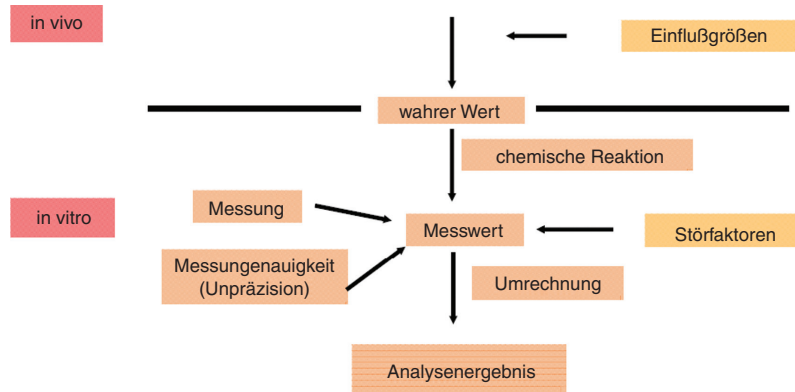 in vivo
Einflußgrößen
wahrer Wert
chemische Reaktion
Messung
in vitro
Messwert
Störfaktoren
Messungenauigkeit
(Unpräzision)
Umrechnung
Analysenergebnis